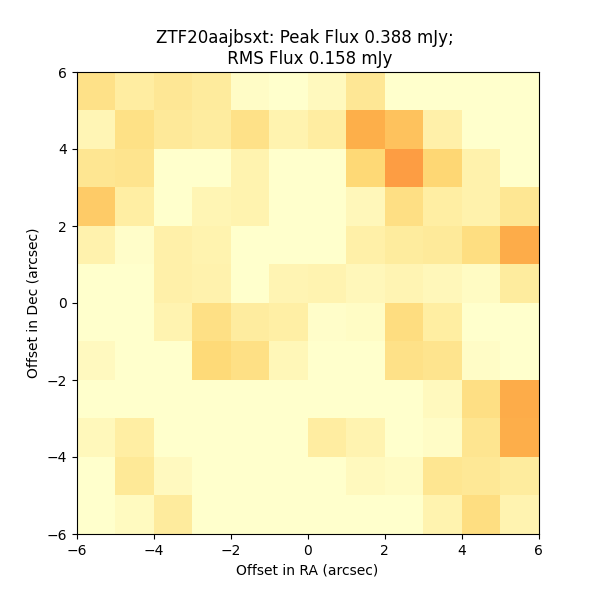 ZTF20aajbsxt: Peak Flux 0.388 mJy;
RMS Flux 0.158 mJy
6
4
2
0
−2
−4
−6
Offset in Dec (arcsec)
−6 −4 −2 0 2 4 6
Offset in RA (arcsec)